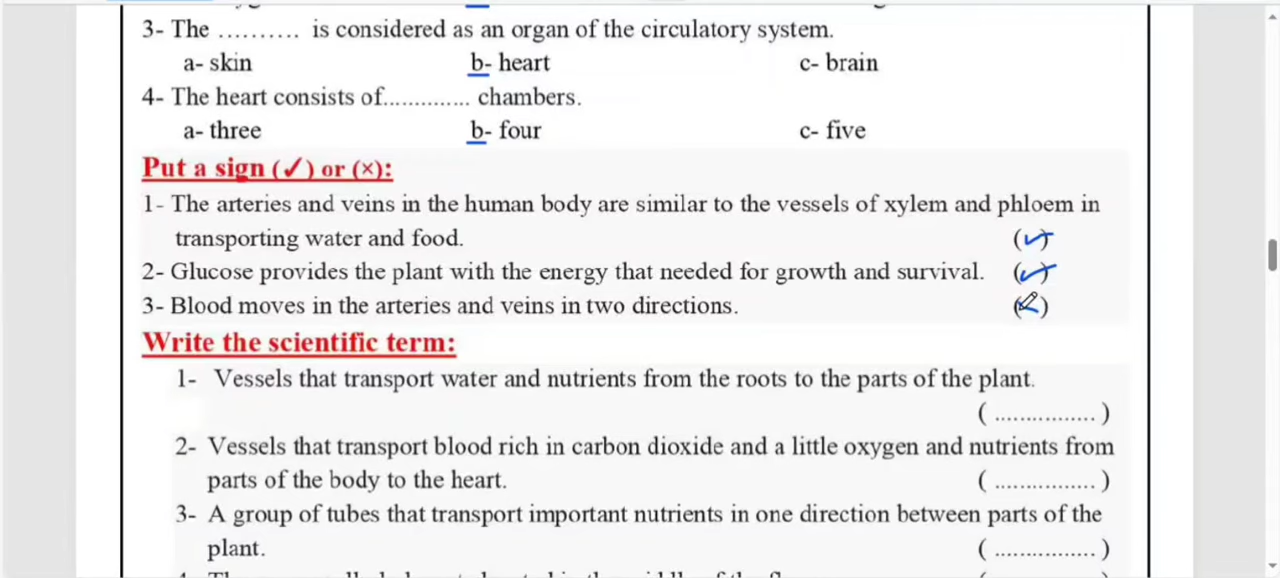 3- The .......... is considered as an organ of the circulatory system.
a- skin b- heart c- brain
4- The heart consists of............. chambers.
a- three b- four c- five
Put a sign (✓) or (×):
1- The arteries and veins in the human body are similar to the vessels of xylem and phloem in
transporting water and food. (✓)
2- Glucose provides the plant with the energy that needed for growth and survival. (✓)
3- Blood moves in the arteries and veins in two directions. ( )
Write the scientific term:
1- Vessels that transport water and nutrients from the roots to the parts of the plant.
( ............... )
2- Vessels that transport blood rich in carbon dioxide and a little oxygen and nutrients from
parts of the body to the heart. ( ............... )
3- A group of tubes that transport important nutrients in one direction between parts of the
plant. ( ............... )